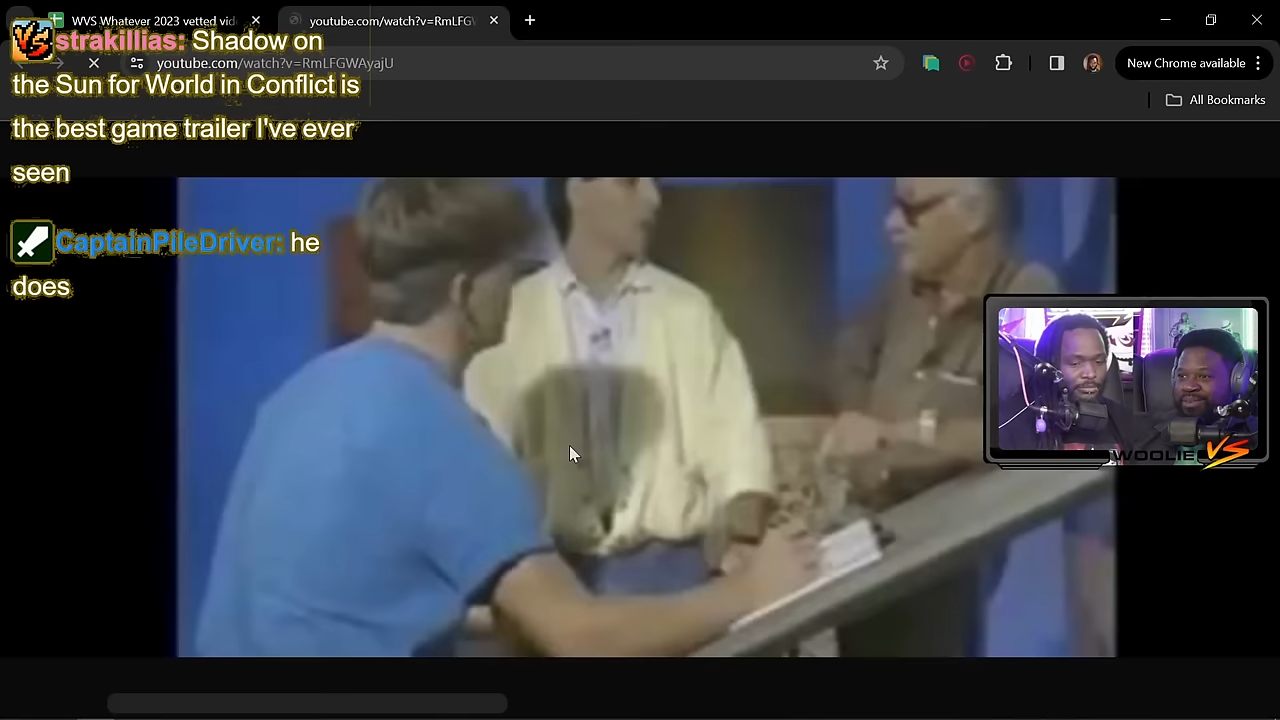 WVS Whatever 2023 vetted vid
youtube.com/watch?v=RmLFGW
youtube.com/watch?v=RmLFGWAyajU
New Chrome available
All Bookmarks
strakillias: Shadow on
the Sun for World in Conflict is
the best game trailer I've ever
seen
CaptainPileDriver: he
does
WOOLIE VS